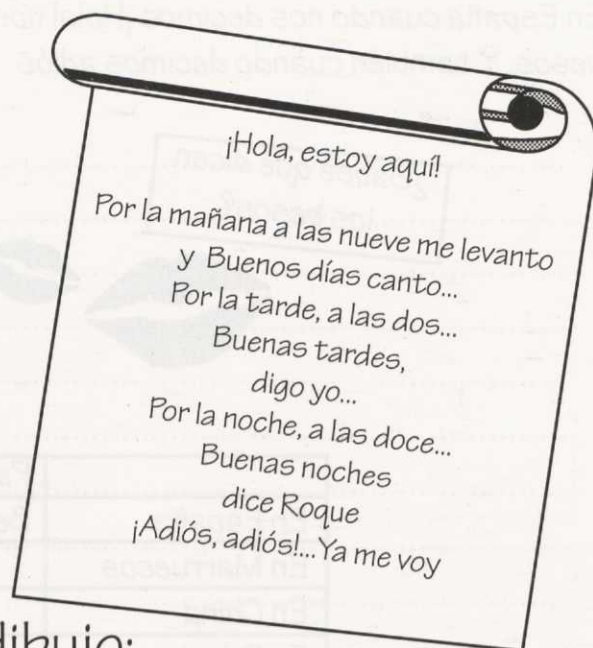 ¡Hola, estoy aquí!
Por la mañana a las nueve me levanto
y Buenos días canto...
Por la tarde, a las dos...
Buenas tardes,
digo yo...
Por la noche, a las doce...
Buenas noches
dice Roque
¡Adiós, adiós!... Ya me voy
dibujo: